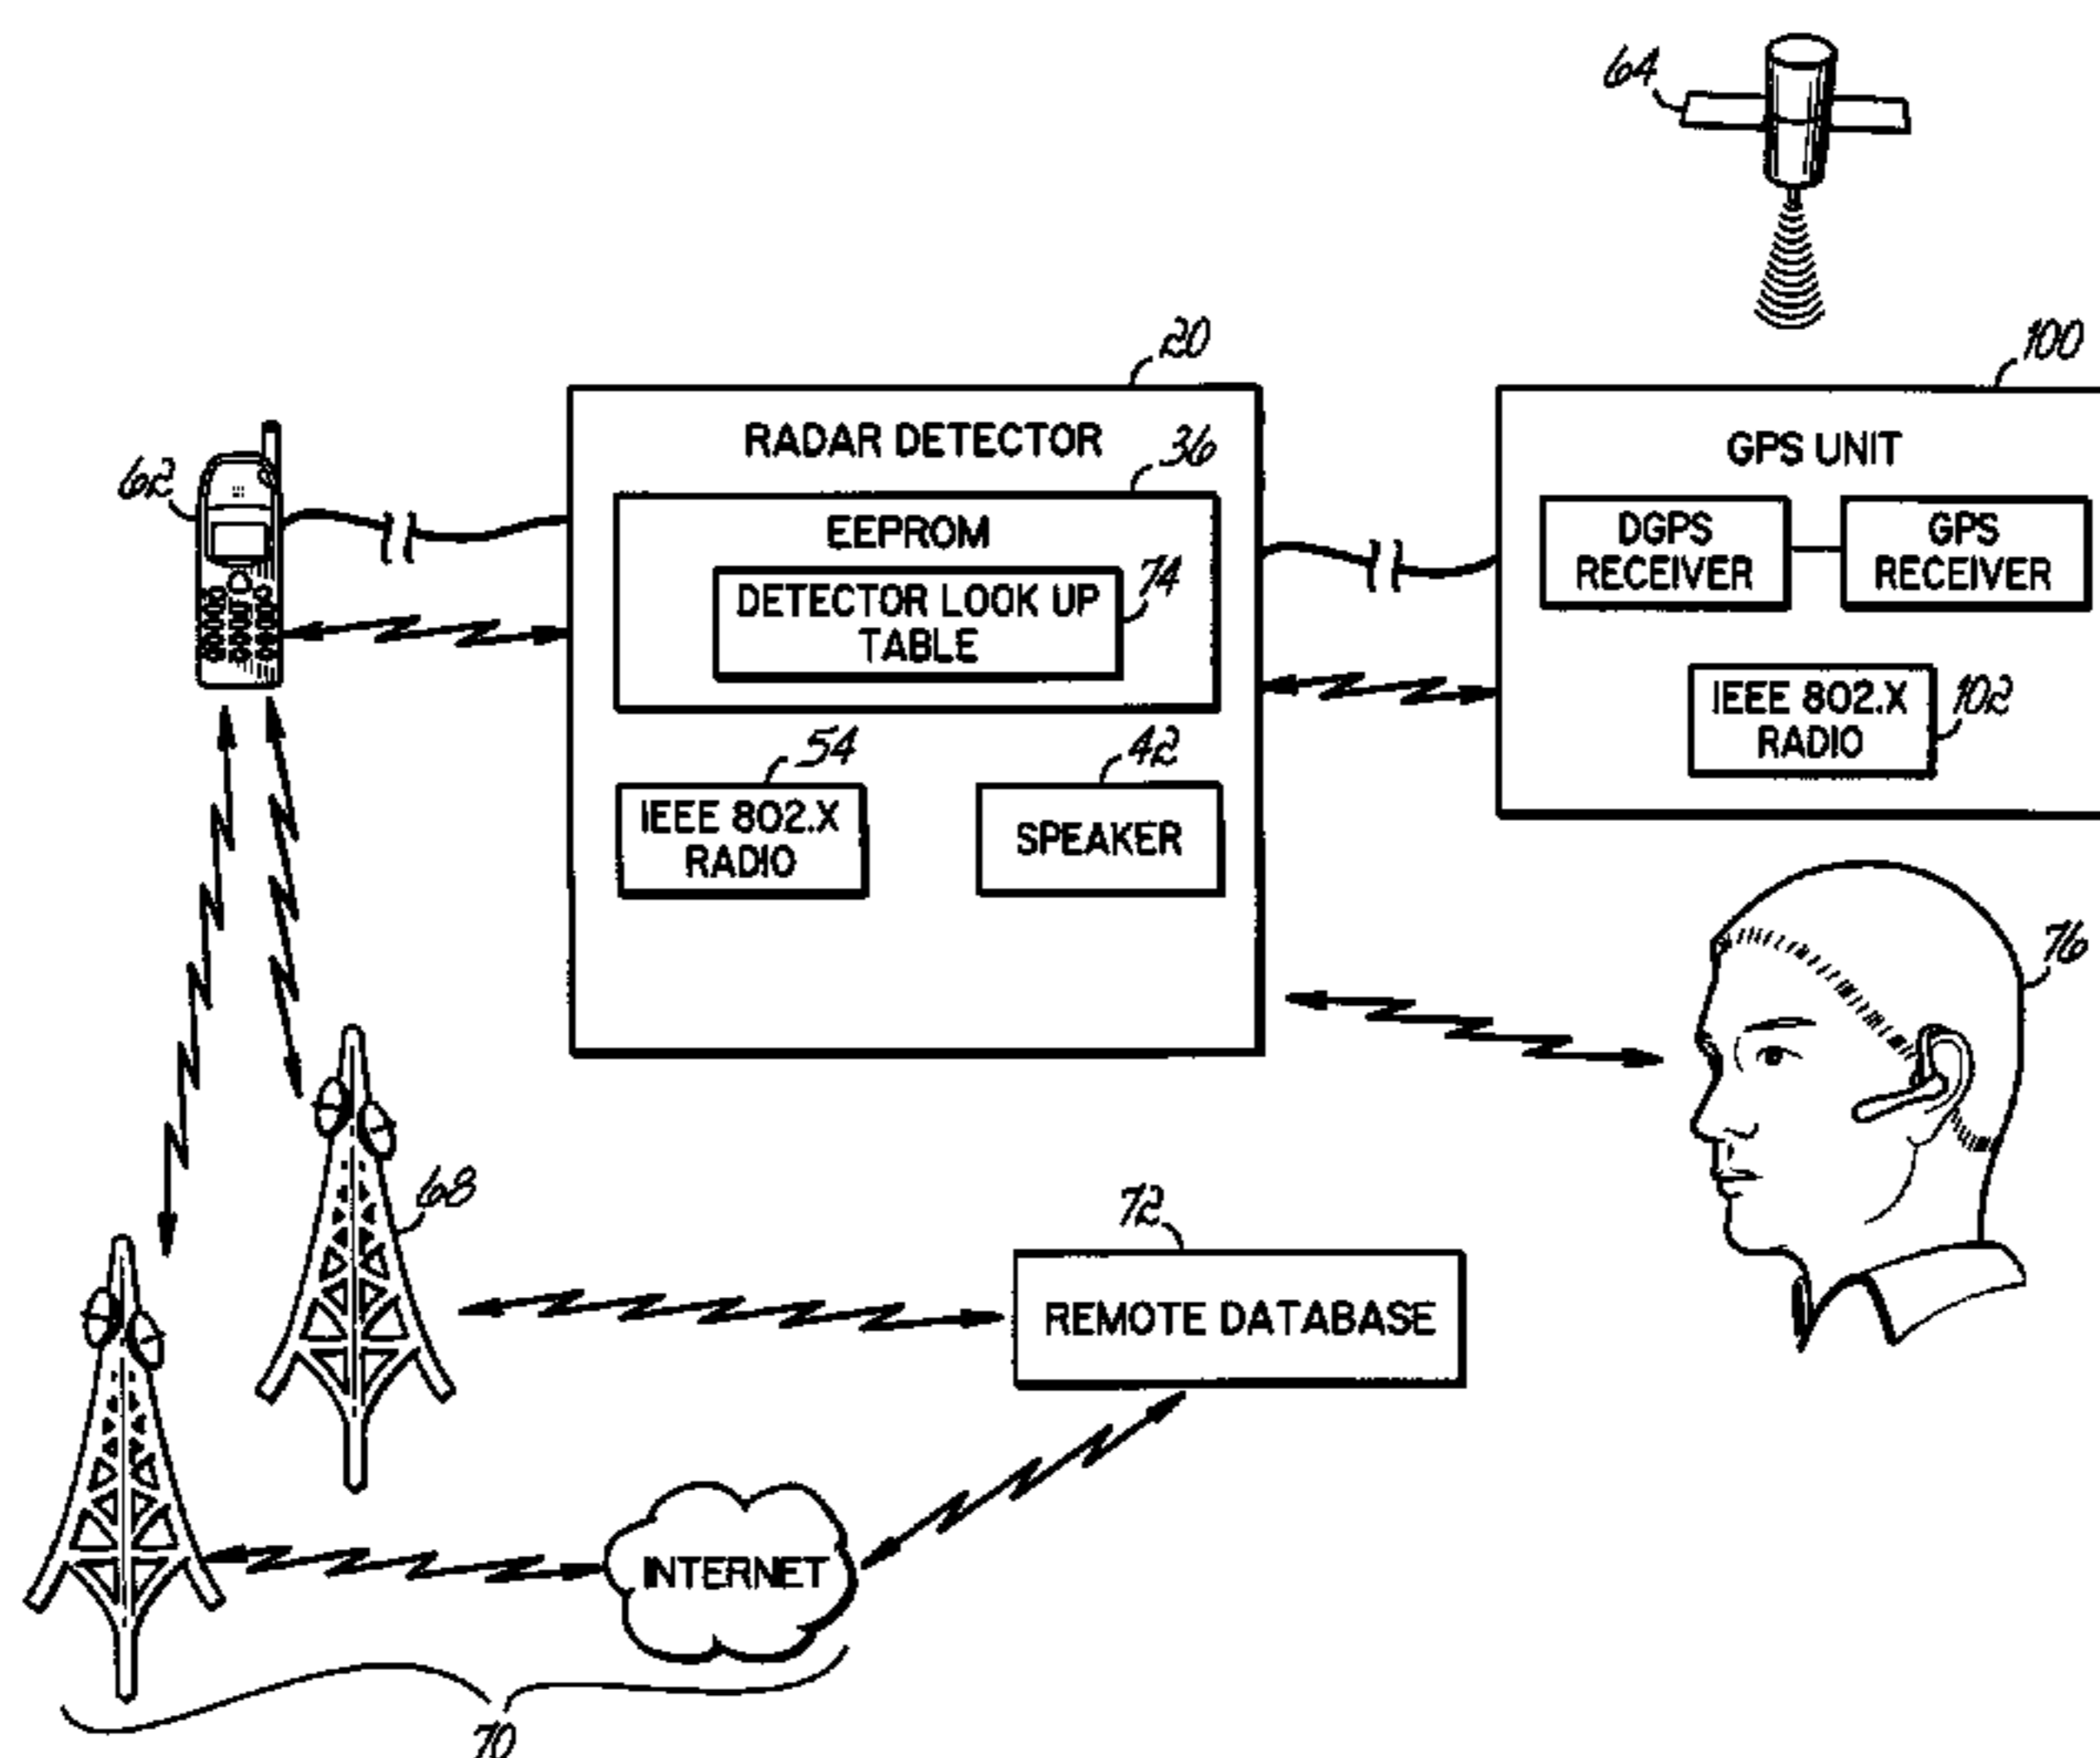 64
20
100
RADAR DETECTOR
GPS UNIT
36
62
EEPROM
DGPS
RECEIVER
GPS
RECEIVER
74
DETECTOR LOOK UP
TABLE
IEEE 802.X
RADIO
102
54
42
IEEE 802.X
RADIO
SPEAKER
76
68
72
REMOTE DATABASE
INTERNET
70